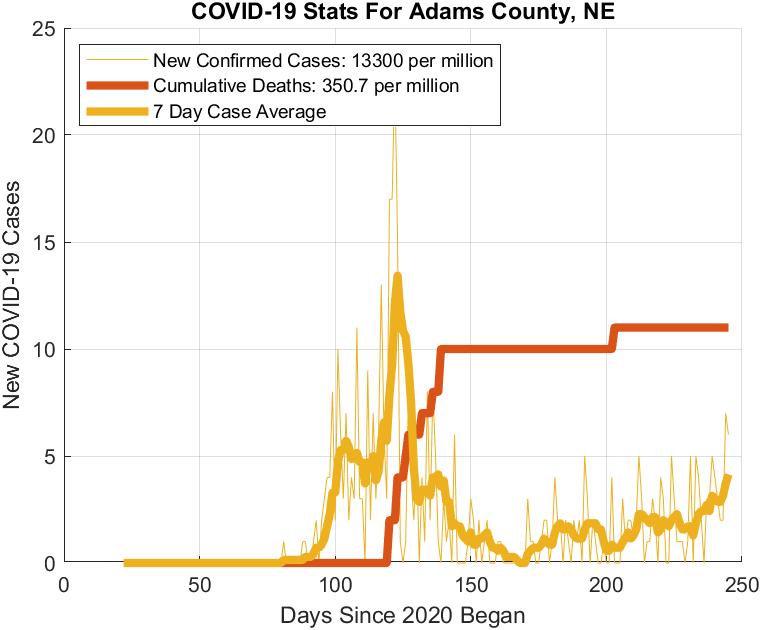 COVID-19 Stats For Adams County, NE
25
New Confirmed Cases: 13300 per million
Cumulative Deaths: 350.7 per million
7 Day Case Average
20
15
10
5
0
New COVID-19 Cases
0 50 100 150 200 250
Days Since 2020 Began